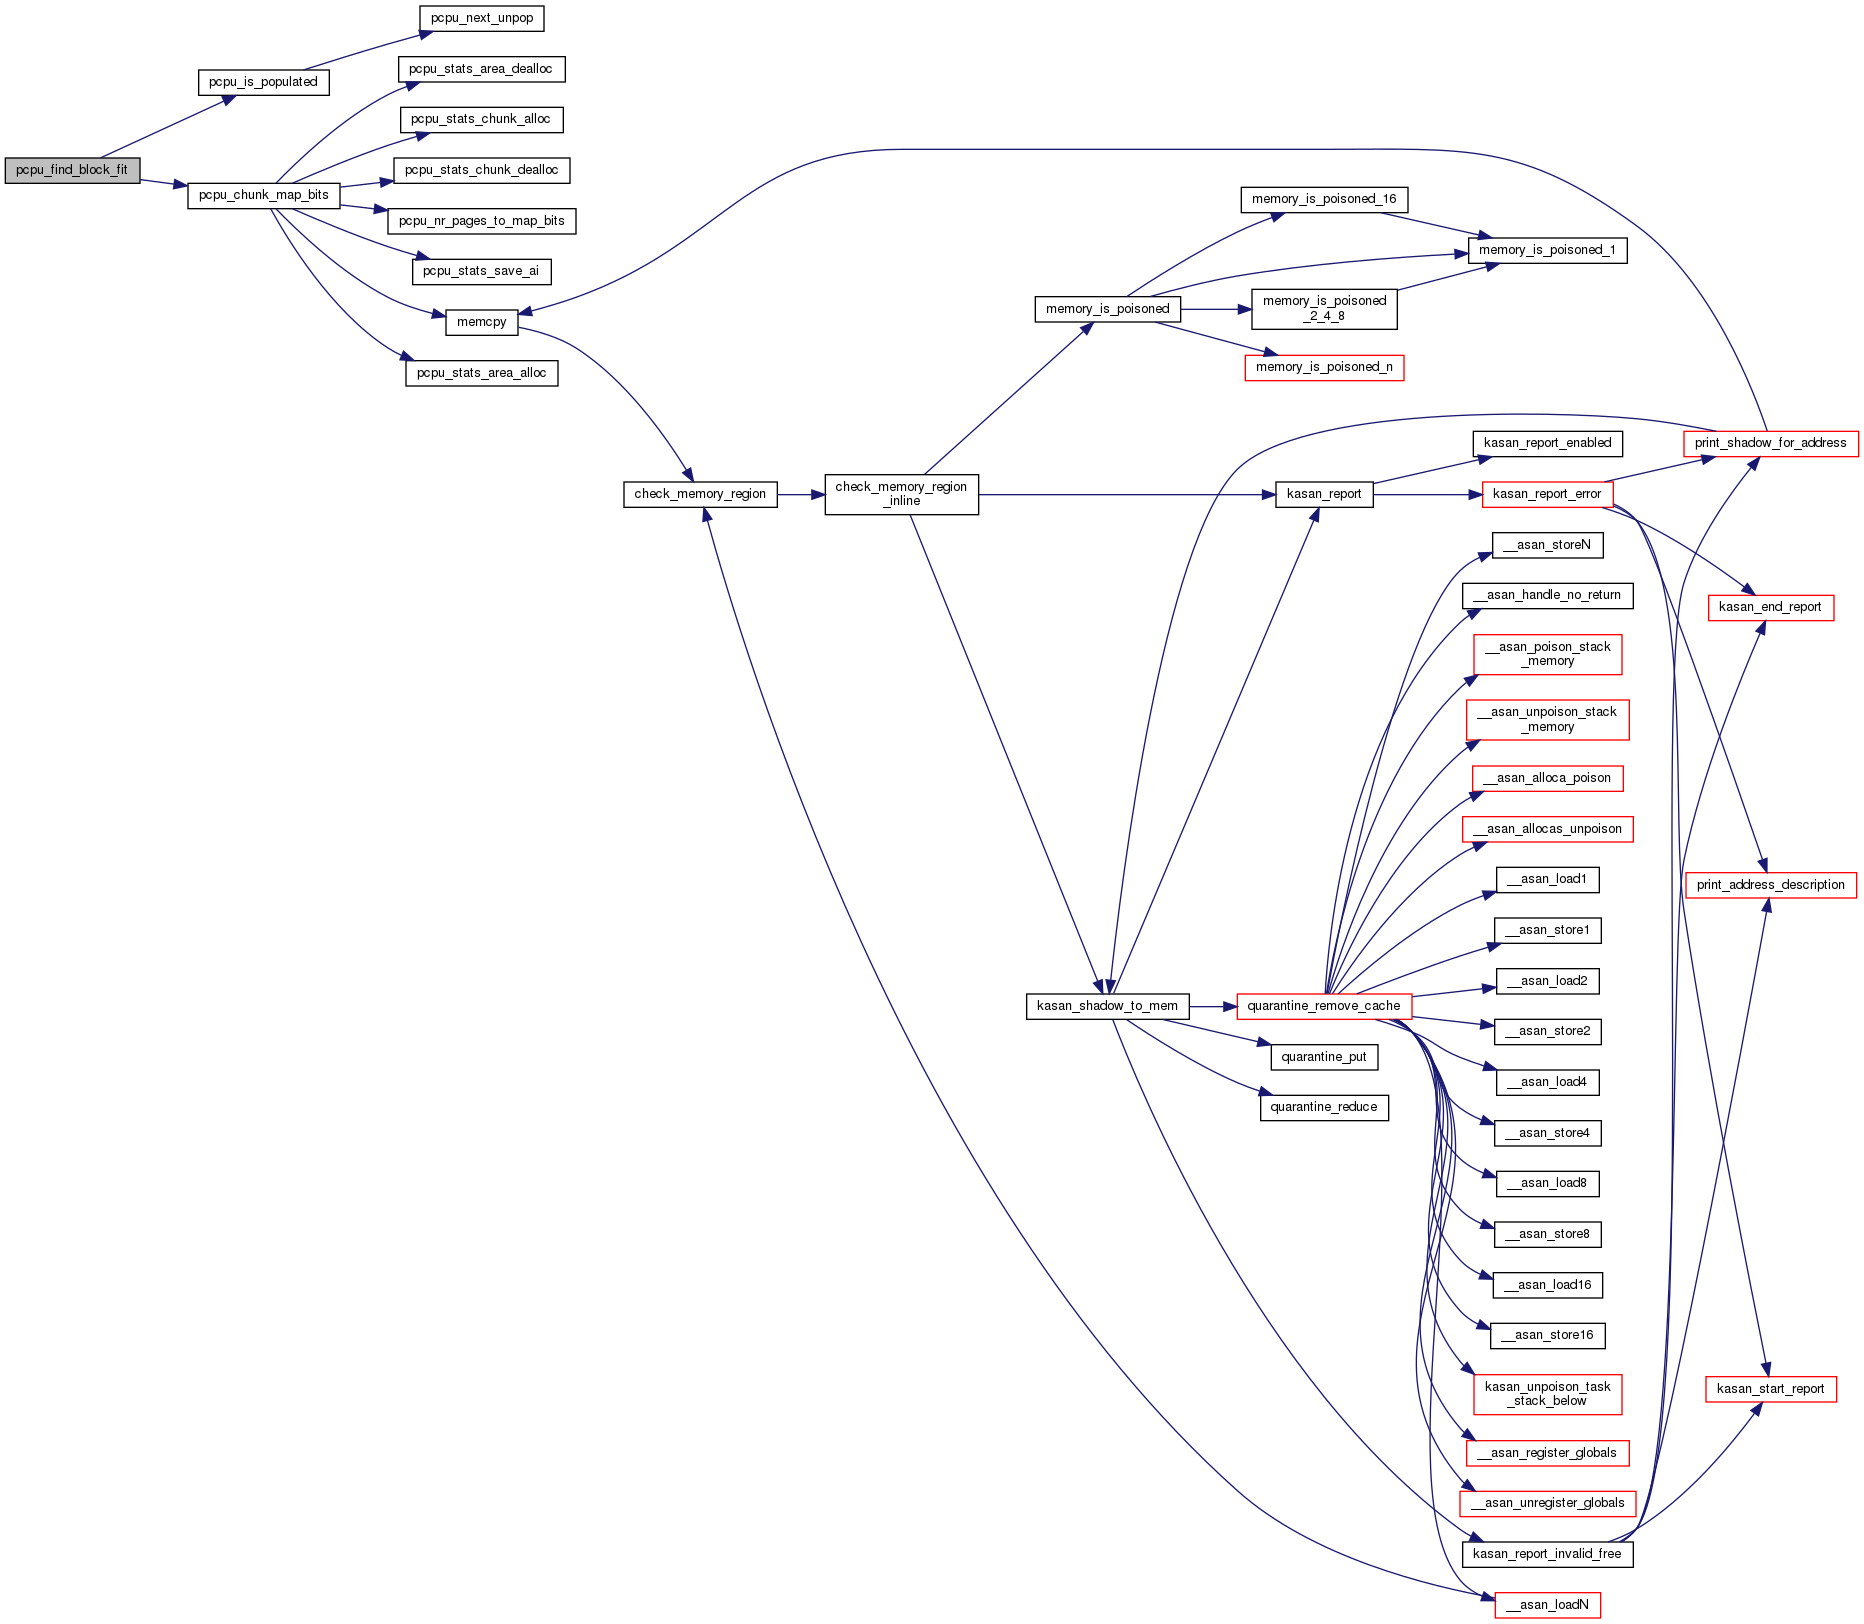 pcpu_next_unpop
pcpu_is_populated
pcpu_stats_area_dealloc
pcpu_stats_chunk_alloc
pcpu_find_block_fit
pcpu_stats_chunk_dealloc
pcpu_chunk_map_bits
pcpu_nr_pages_to_map_bits
pcpu_stats_save_ai
memcpy
pcpu_stats_area_alloc
memory_is_poisoned_16
memory_is_poisoned_1
memory_is_poisoned
memory_is_poisoned
_2_4_8
memory_is_poisoned_n
kasan_report_enabled
print_shadow_for_address
check_memory_region
check_memory_region
_inline
kasan_report
kasan_report_error
__asan_storeN
__asan_handle_no_return
kasan_end_report
__asan_poison_stack
_memory
__asan_unpoison_stack
_memory
__asan_alloca_poison
__asan_allocas_unpoison
__asan_load1
print_address_description
__asan_store1
__asan_load2
kasan_shadow_to_mem
quarantine_remove_cache
__asan_store2
quarantine_put
__asan_load4
quarantine_reduce
__asan_store4
__asan_load8
__asan_store8
__asan_load16
__asan_store16
kasan_unpoison_task
_stack_below
kasan_start_report
__asan_register_globals
__asan_unregister_globals
kasan_report_invalid_free
__asan_loadN